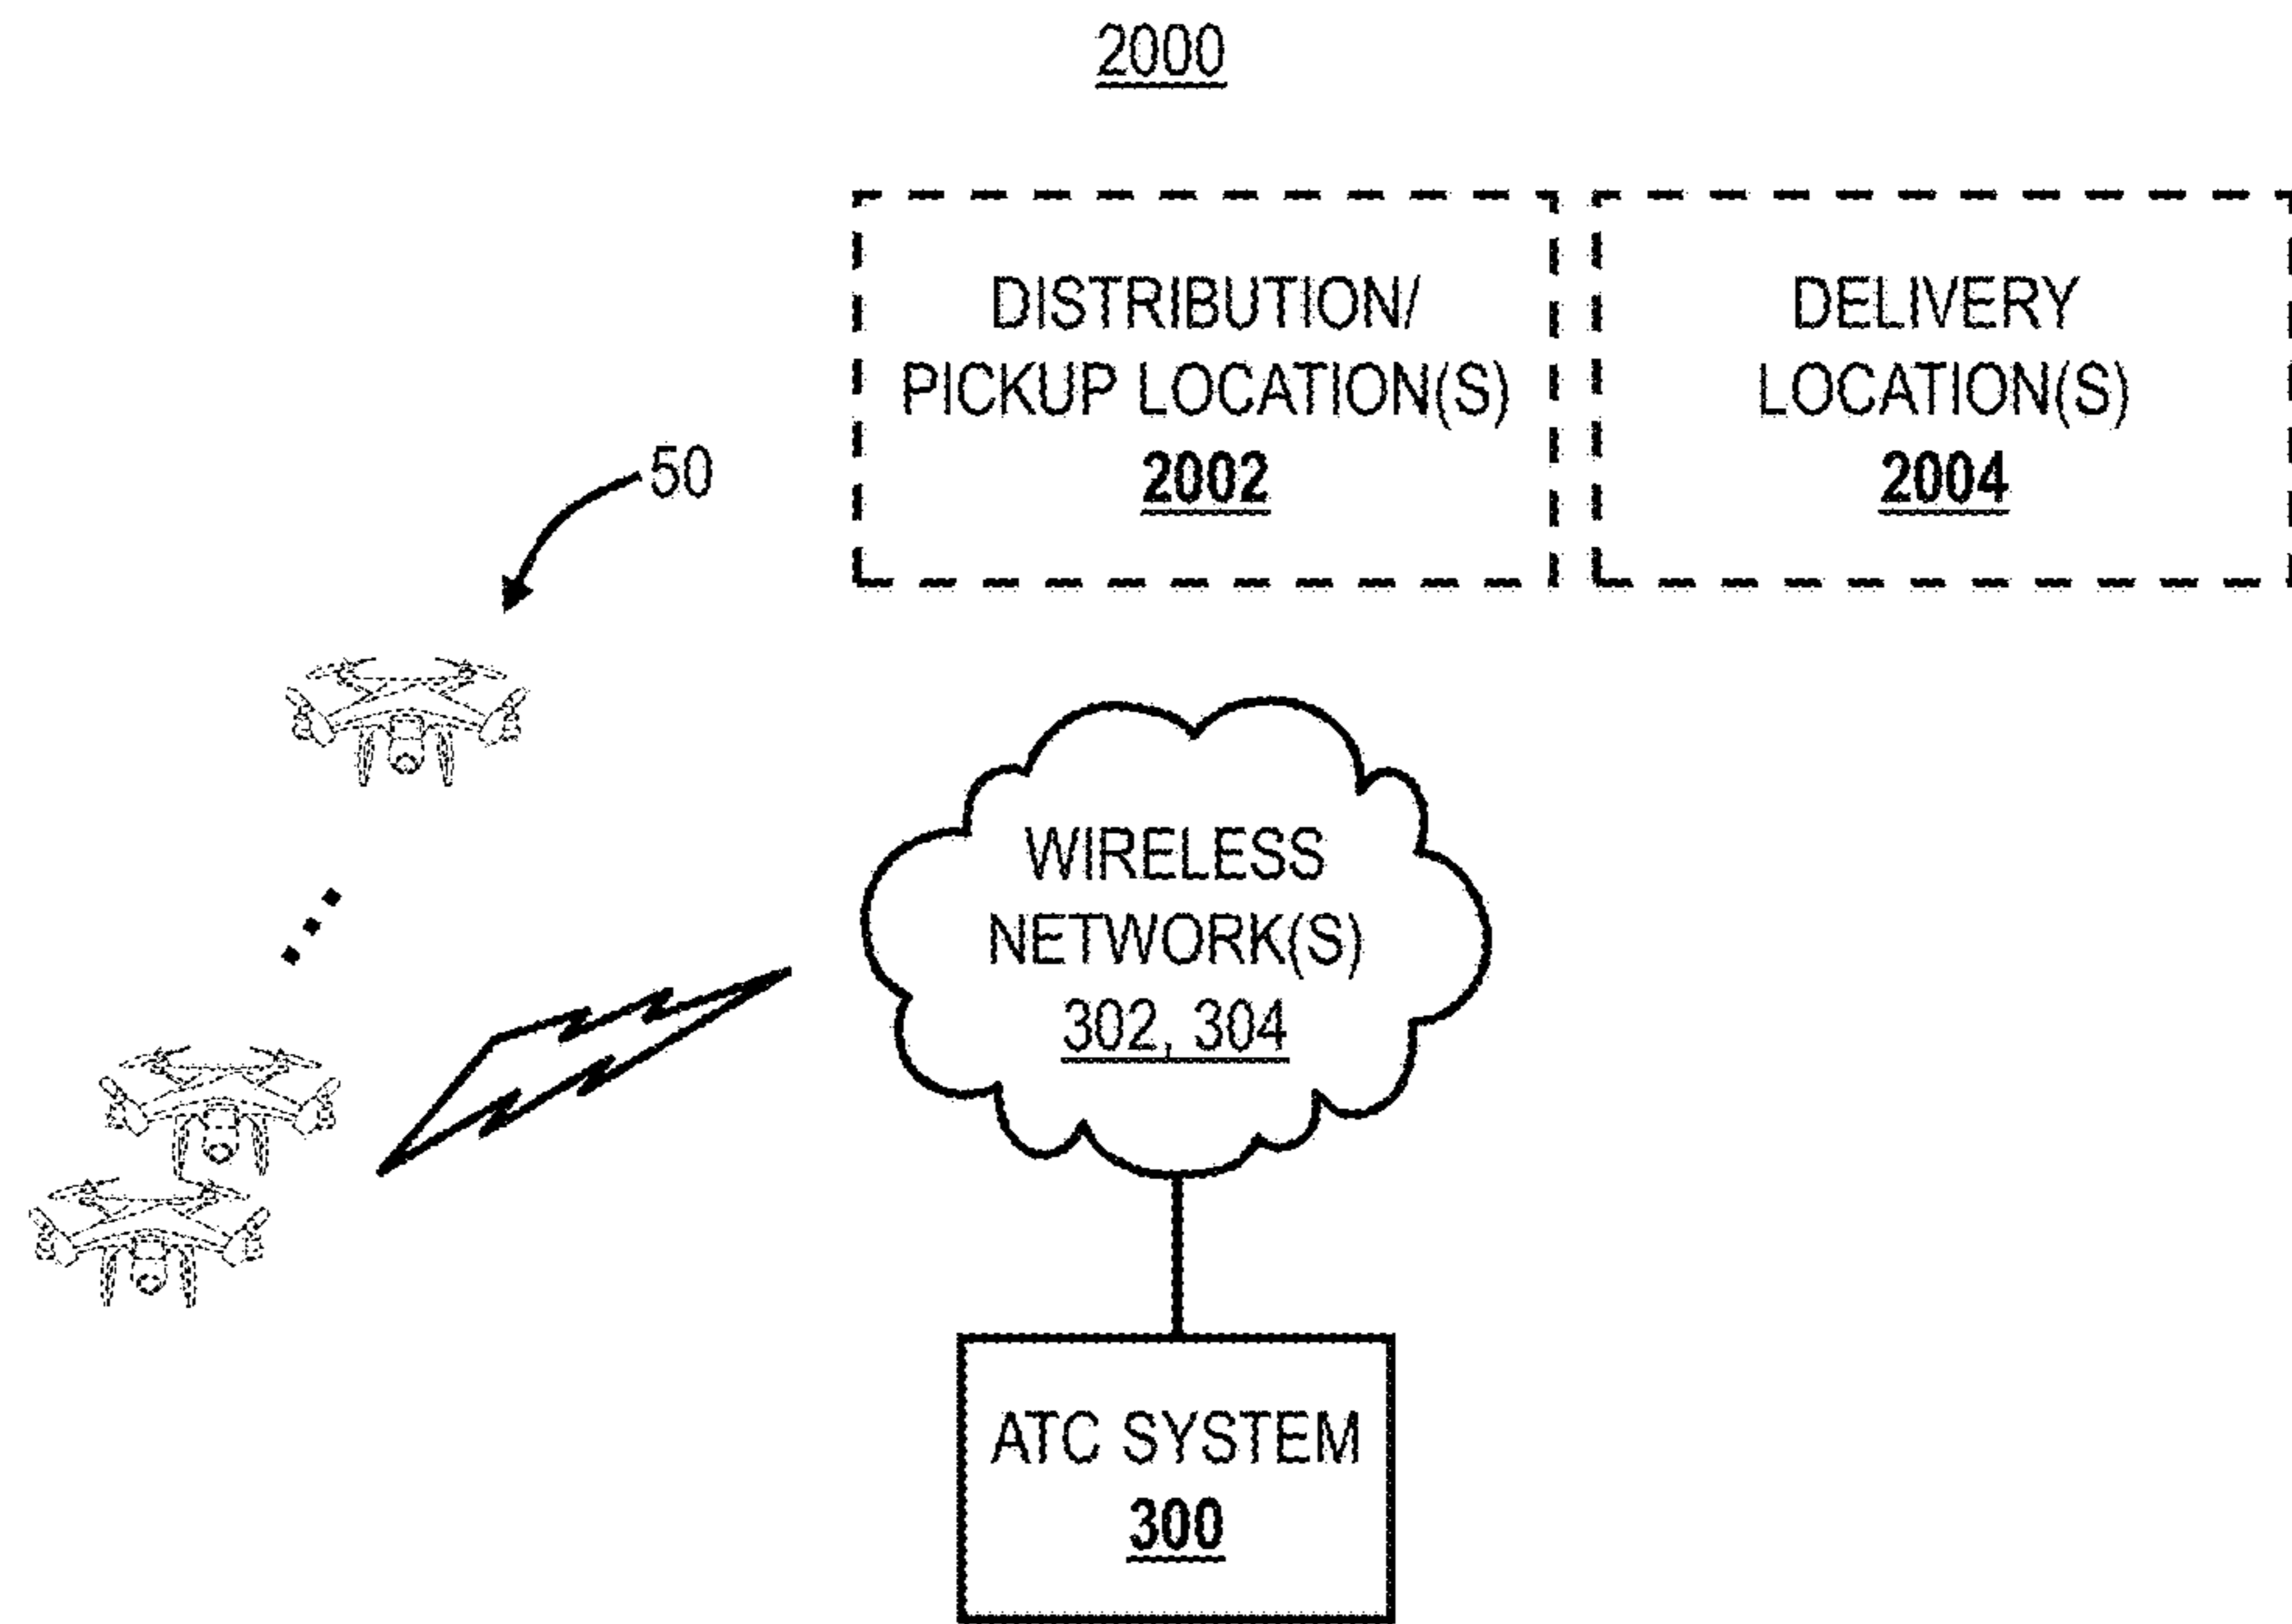 2000
DISTRIBUTION/
PICKUP LOCATION(S)
2002
DELIVERY
LOCATION(S)
2004
50
WIRELESS
NETWORK(S)
302, 304
ATC SYSTEM
300